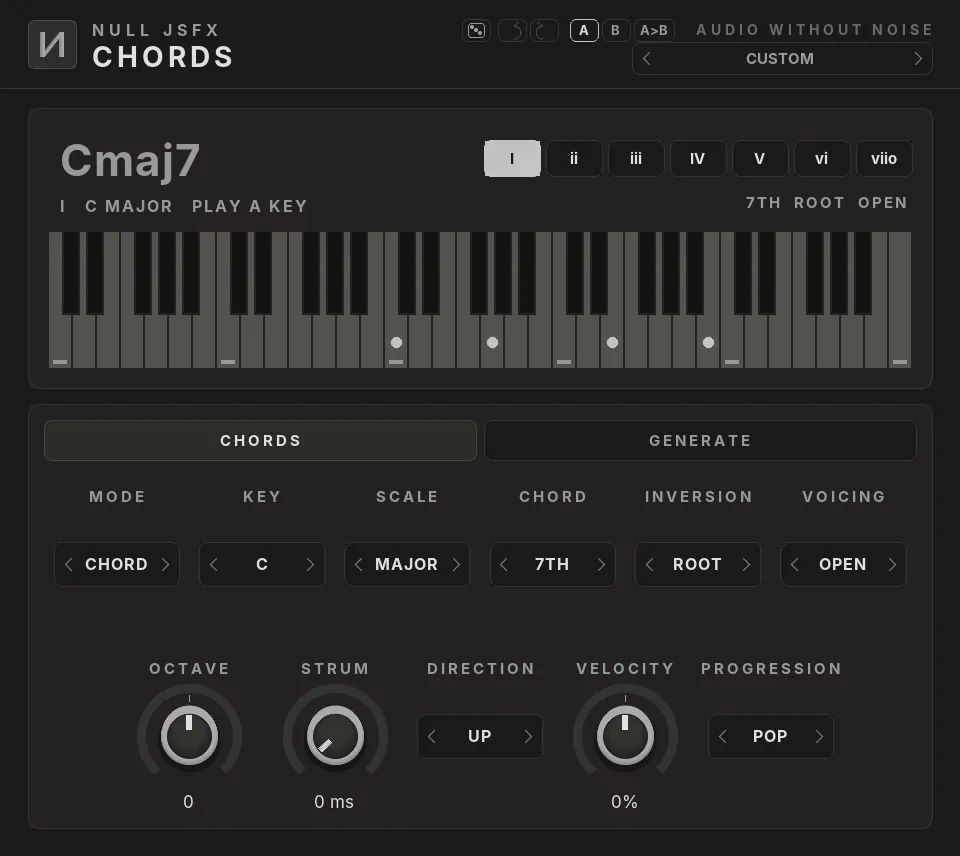 NULL JSFX
CHORDS
A B A>B AUDIO WITHOUT NOISE
CUSTOM
Cmaj7
I ii iii IV V vi viio
I C MAJOR PLAY A KEY
7TH ROOT OPEN
CHORDS GENERATE
MODE KEY SCALE CHORD INVERSION VOICING
CHORD C MAJOR 7TH ROOT OPEN
OCTAVE STRUM DIRECTION VELOCITY PROGRESSION
UP POP
0 0 ms 0%